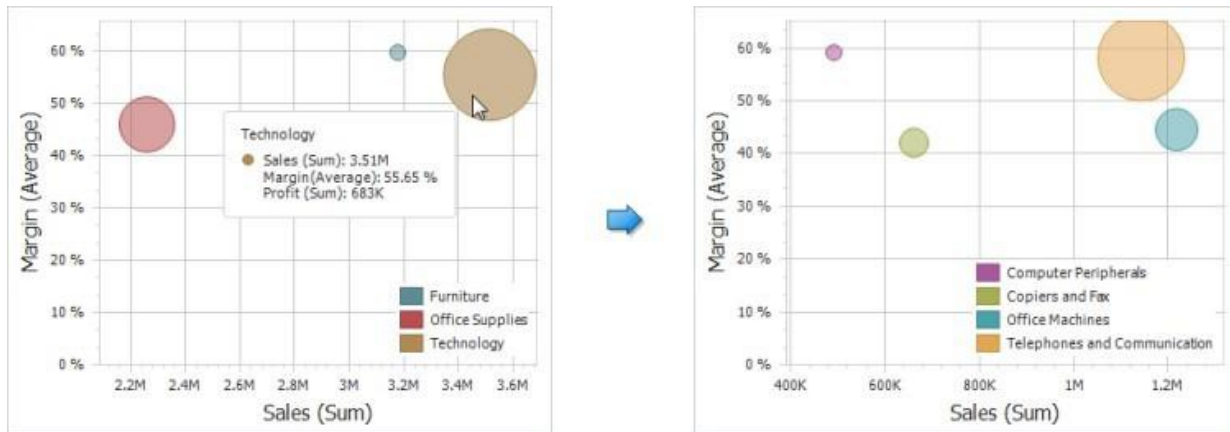 Margin (Average)
60 %
50 %
40 %
30 %
20 %
10 %
0 %
Technology
Sales (Sum): 3.51M
Margin(Average): 55.65 %
Profit (Sum): 683K
Furniture
Office Supplies
Technology
2.2M 2.4M 2.6M 2.8M 3M 3.2M 3.4M 3.6M
Sales (Sum)
Margin (Average)
60 %
50 %
40 %
30 %
20 %
10 %
0 %
Computer Peripherals
Copiers and Fax
Office Machines
Telephones and Communication
400K 600K 800K 1M 1.2M
Sales (Sum)